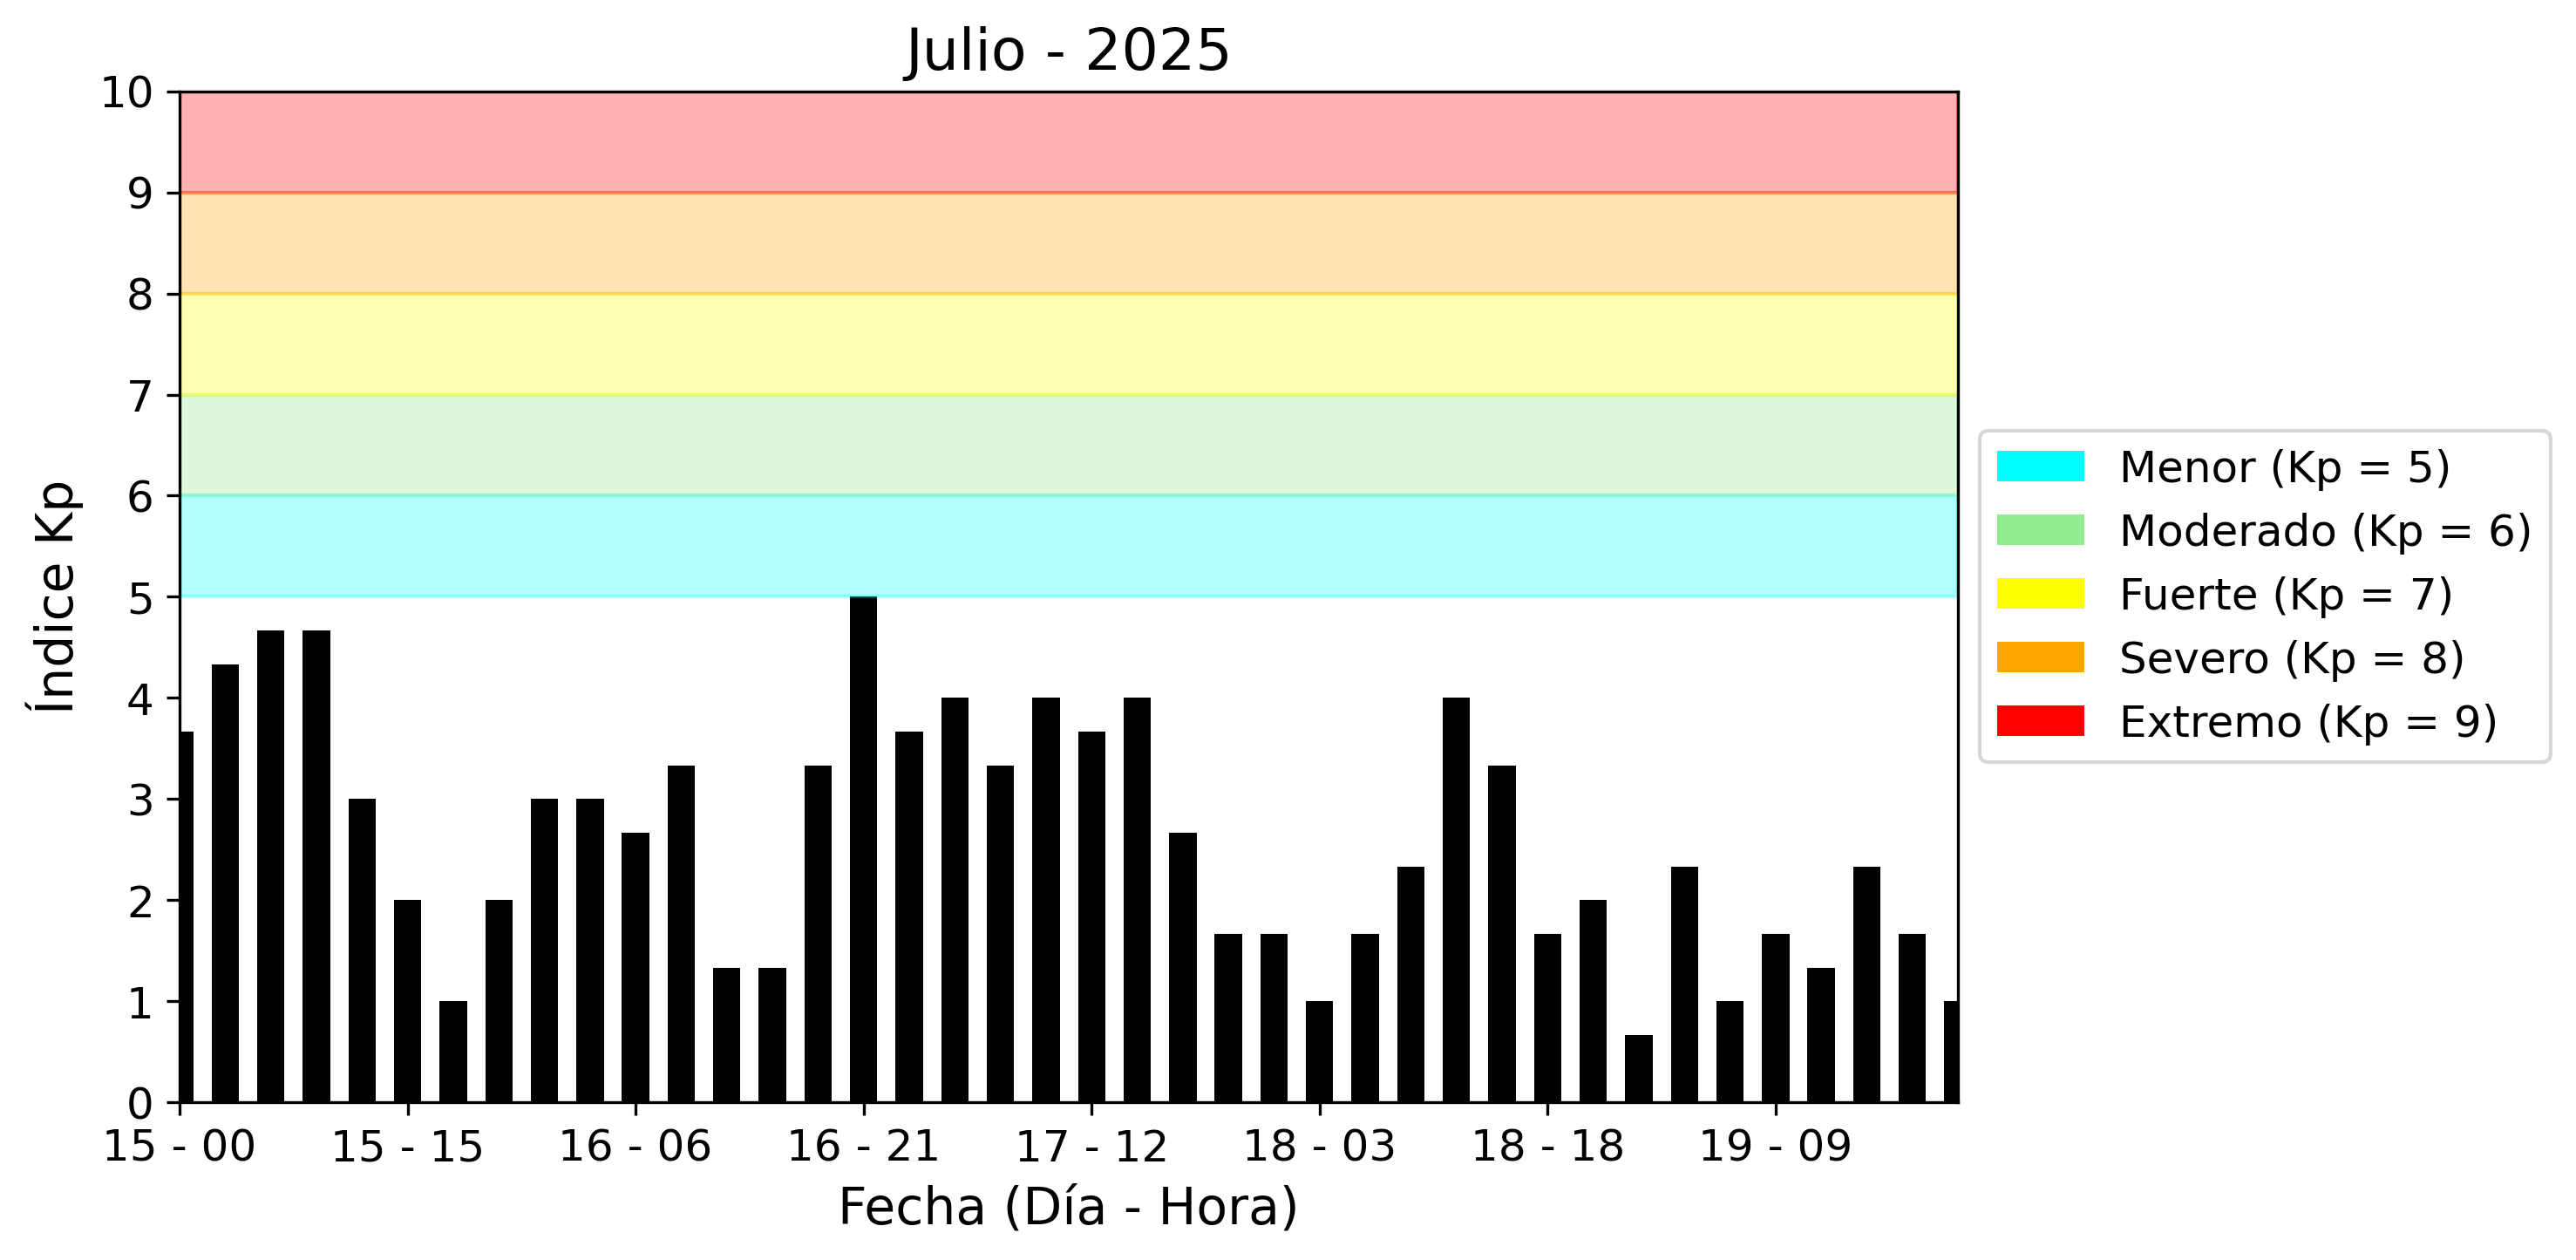 Julio - 2025
10
9
8
7
6
5
4
3
2
1
0
Índice Kp
15 - 00
15 - 15
16 - 06
16 - 21
17 - 12
18 - 03
18 - 18
19 - 09
Fecha (Día - Hora)
Menor (Kp = 5)
Moderado (Kp = 6)
Fuerte (Kp = 7)
Severo (Kp = 8)
Extremo (Kp = 9)